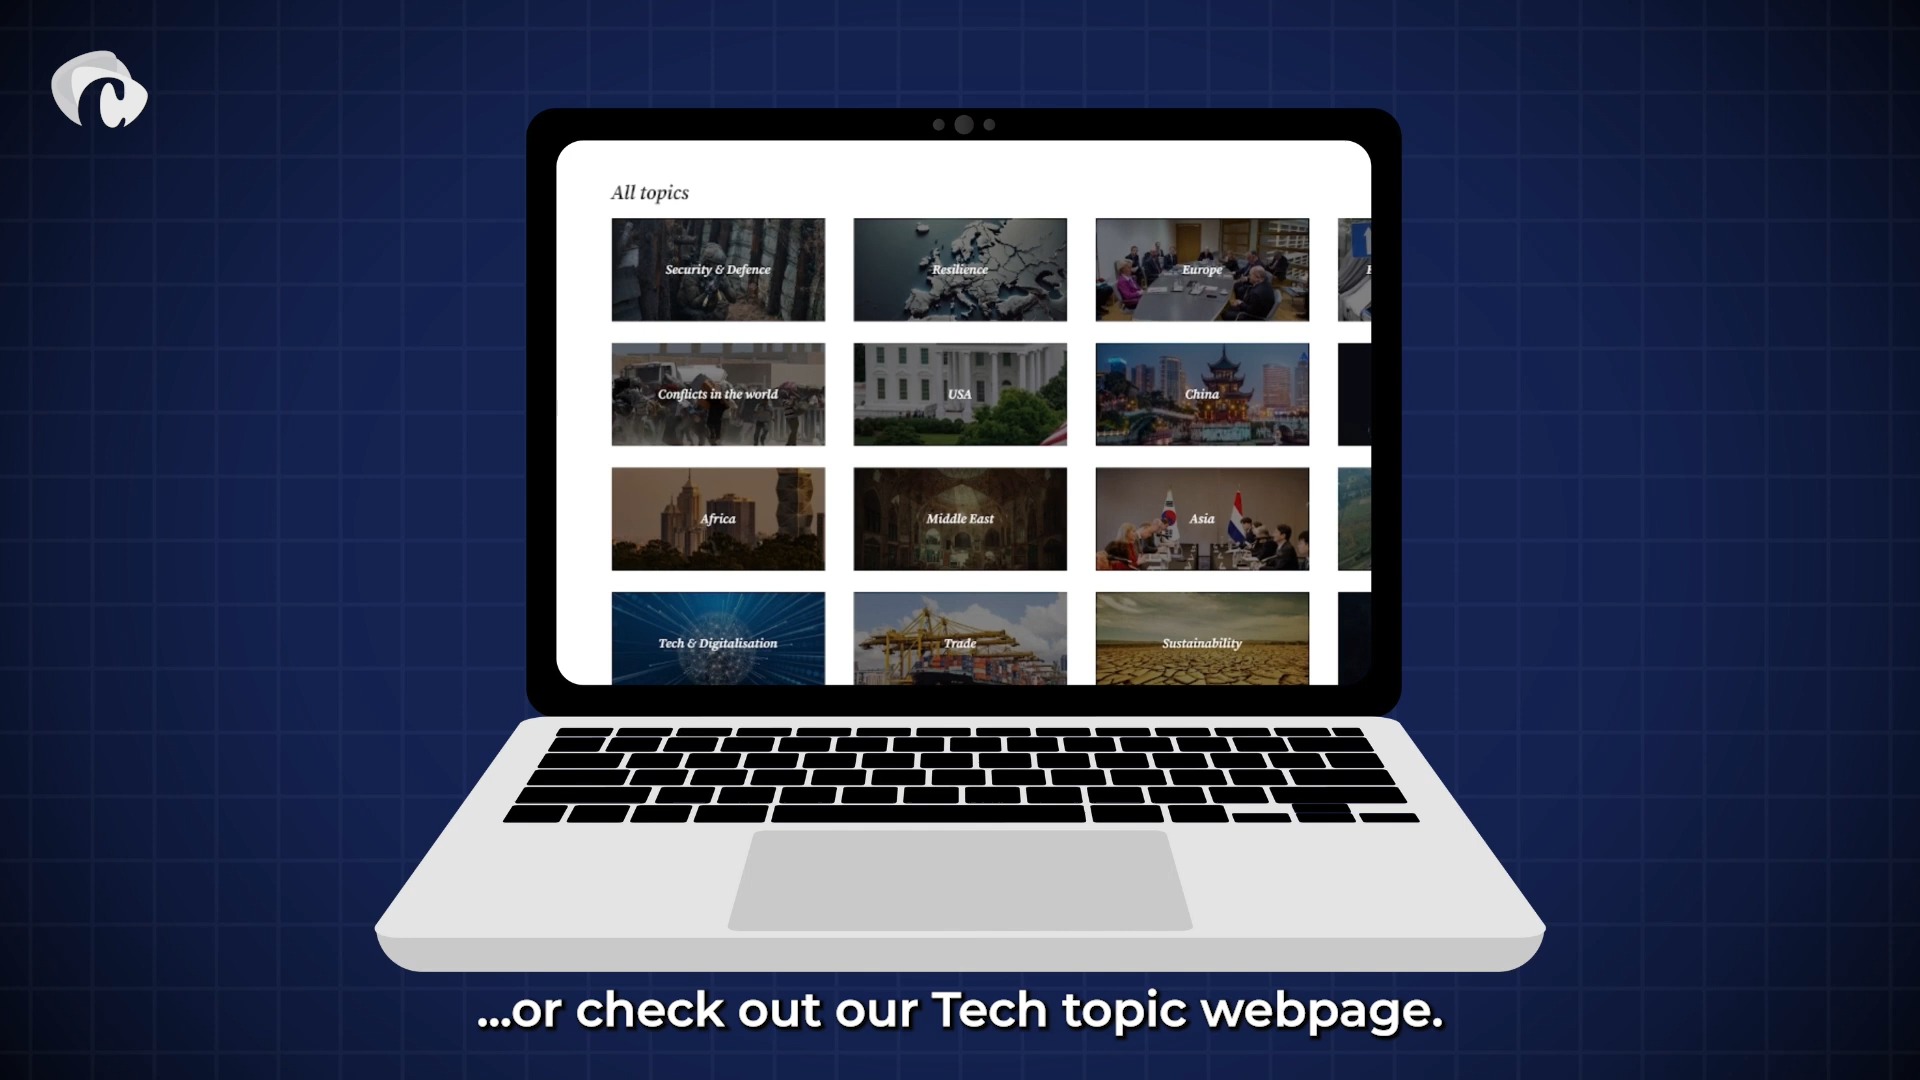 All topics
Security & Defence
Resilience
Europe
Conflicts in the world
USA
China
Africa
Middle East
Asia
Tech & Digitalisation
Trade
Sustainability
...or check out our Tech topic webpage.